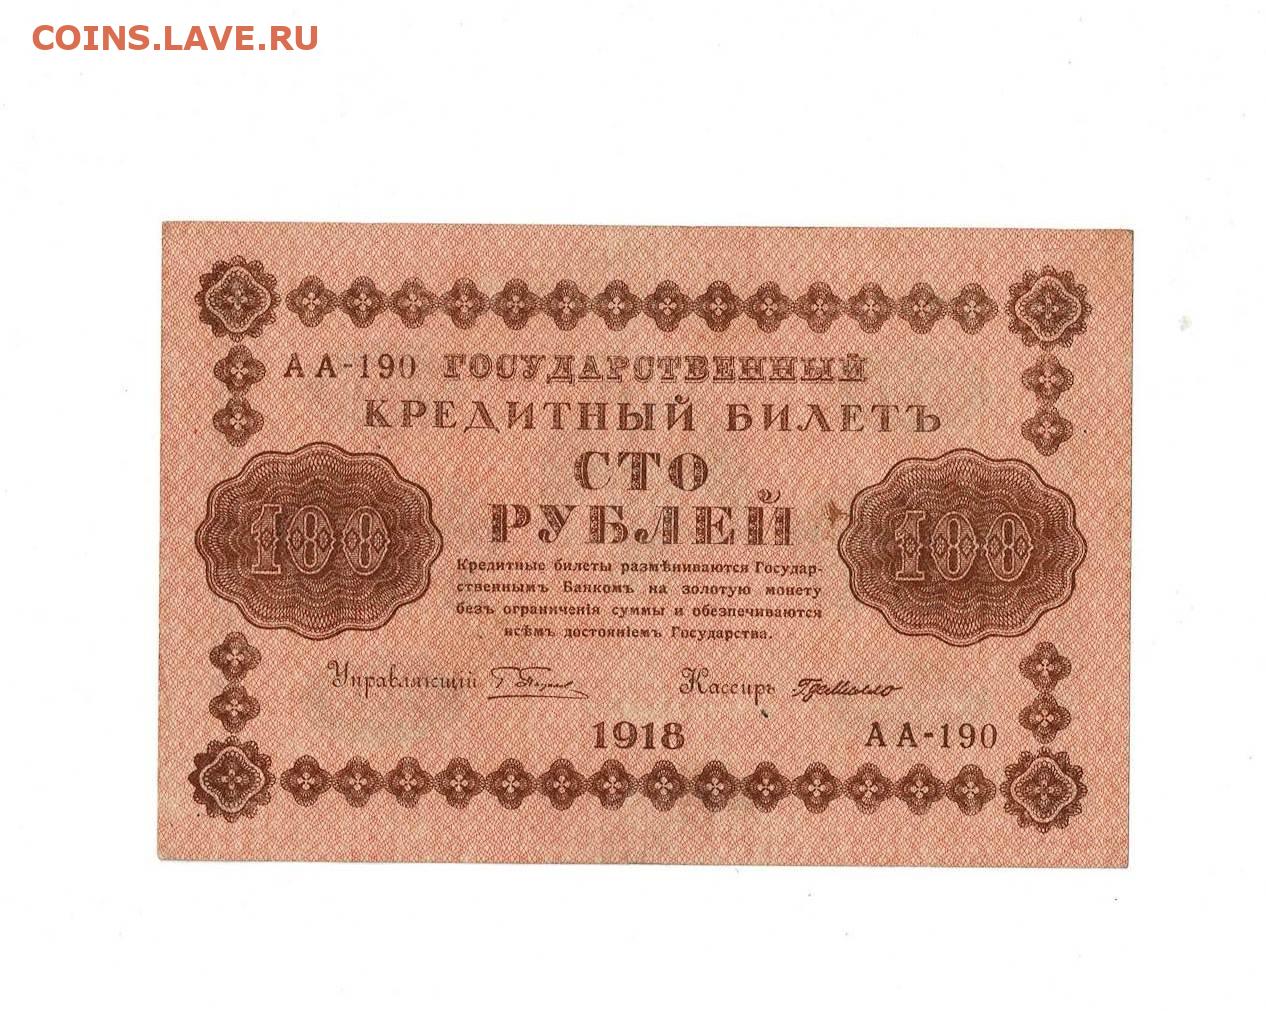 COINS.LAVE.RU
АА-190 ГОСУДАРСТВЕННЫЙ
КРЕДИТНЫЙ БИЛЕТЪ
СТО
РУБЛЕЙ
100
100
Кредитные билеты размѣниваются Государ-
ственнымъ Банкомъ на золотую монету
безъ ограниченія суммы и обезпечиваются
всѣмъ достояніемъ Государства.
Управляющій
Кассиръ
1918
АА-190